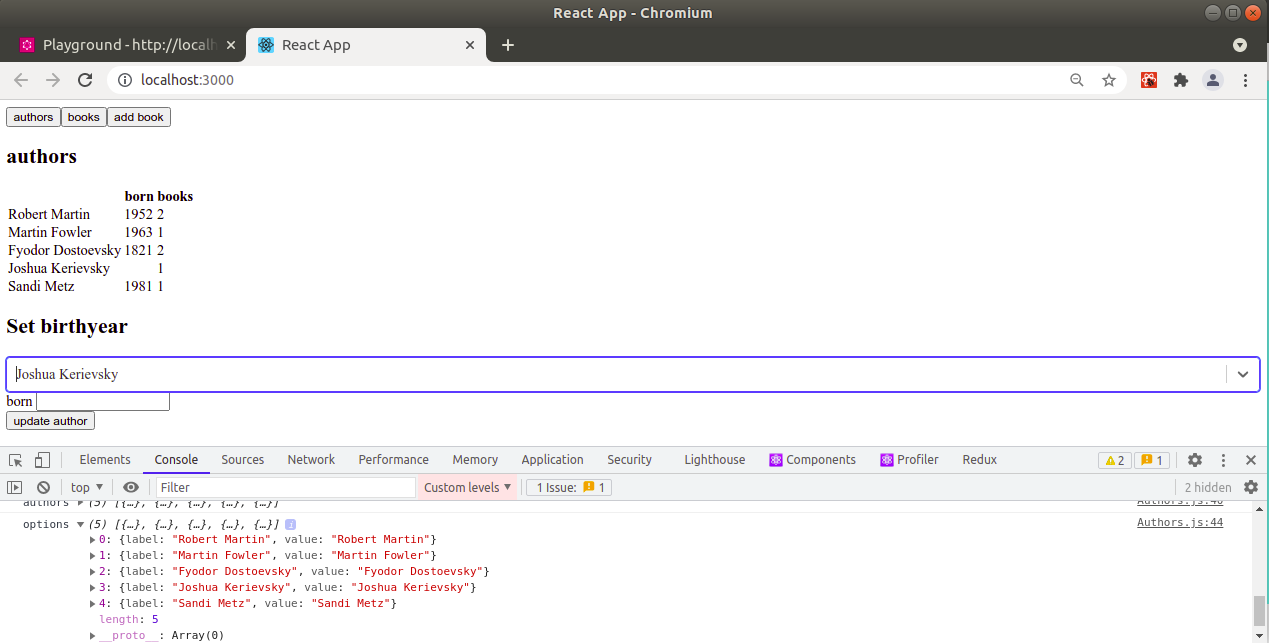 React App - Chromium
Playground - http://localh
React App
localhost:3000
authors books add book
authors
born books
Robert Martin 1952 2
Martin Fowler 1963 1
Fyodor Dostoevsky 1821 2
Joshua Kerievsky 1
Sandi Metz 1981 1
Set birthyear
Joshua Kerievsky
born
update author
Elements Console Sources Network Performance Memory Application Security Lighthouse Components Profiler Redux 2 1
top Filter Custom levels 1 Issue: 1 2 hidden
authors (5) [{…}, {…}, {…}, {…}, {…}] Authors.js:40
options (5) [{…}, {…}, {…}, {…}, {…}] i Authors.js:44
0: {label: "Robert Martin", value: "Robert Martin"}
1: {label: "Martin Fowler", value: "Martin Fowler"}
2: {label: "Fyodor Dostoevsky", value: "Fyodor Dostoevsky"}
3: {label: "Joshua Kerievsky", value: "Joshua Kerievsky"}
4: {label: "Sandi Metz", value: "Sandi Metz"}
length: 5
__proto__: Array(0)